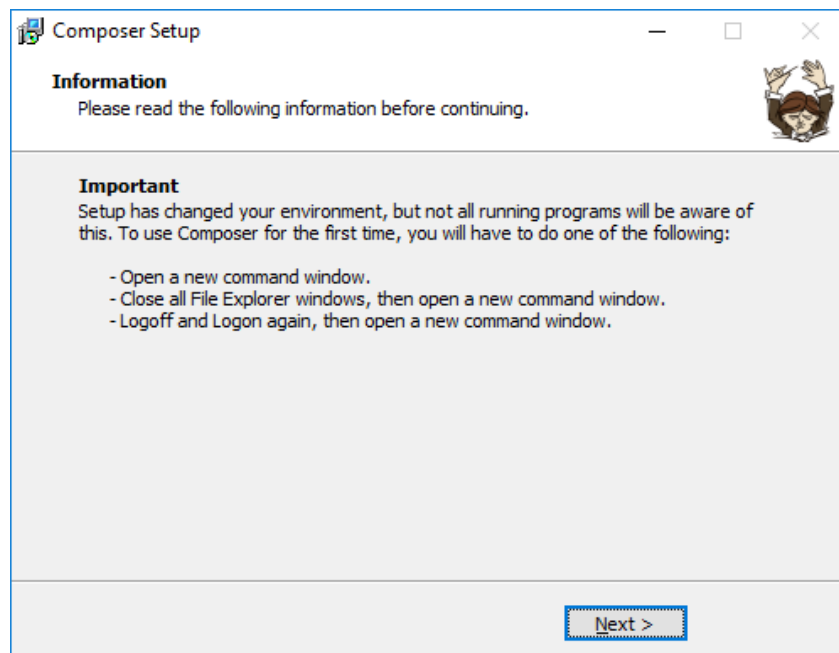 Composer Setup
Information
Please read the following information before continuing.
Important
Setup has changed your environment, but not all running programs will be aware of
this. To use Composer for the first time, you will have to do one of the following:
- Open a new command window.
- Close all File Explorer windows, then open a new command window.
- Logoff and Logon again, then open a new command window.
Next >